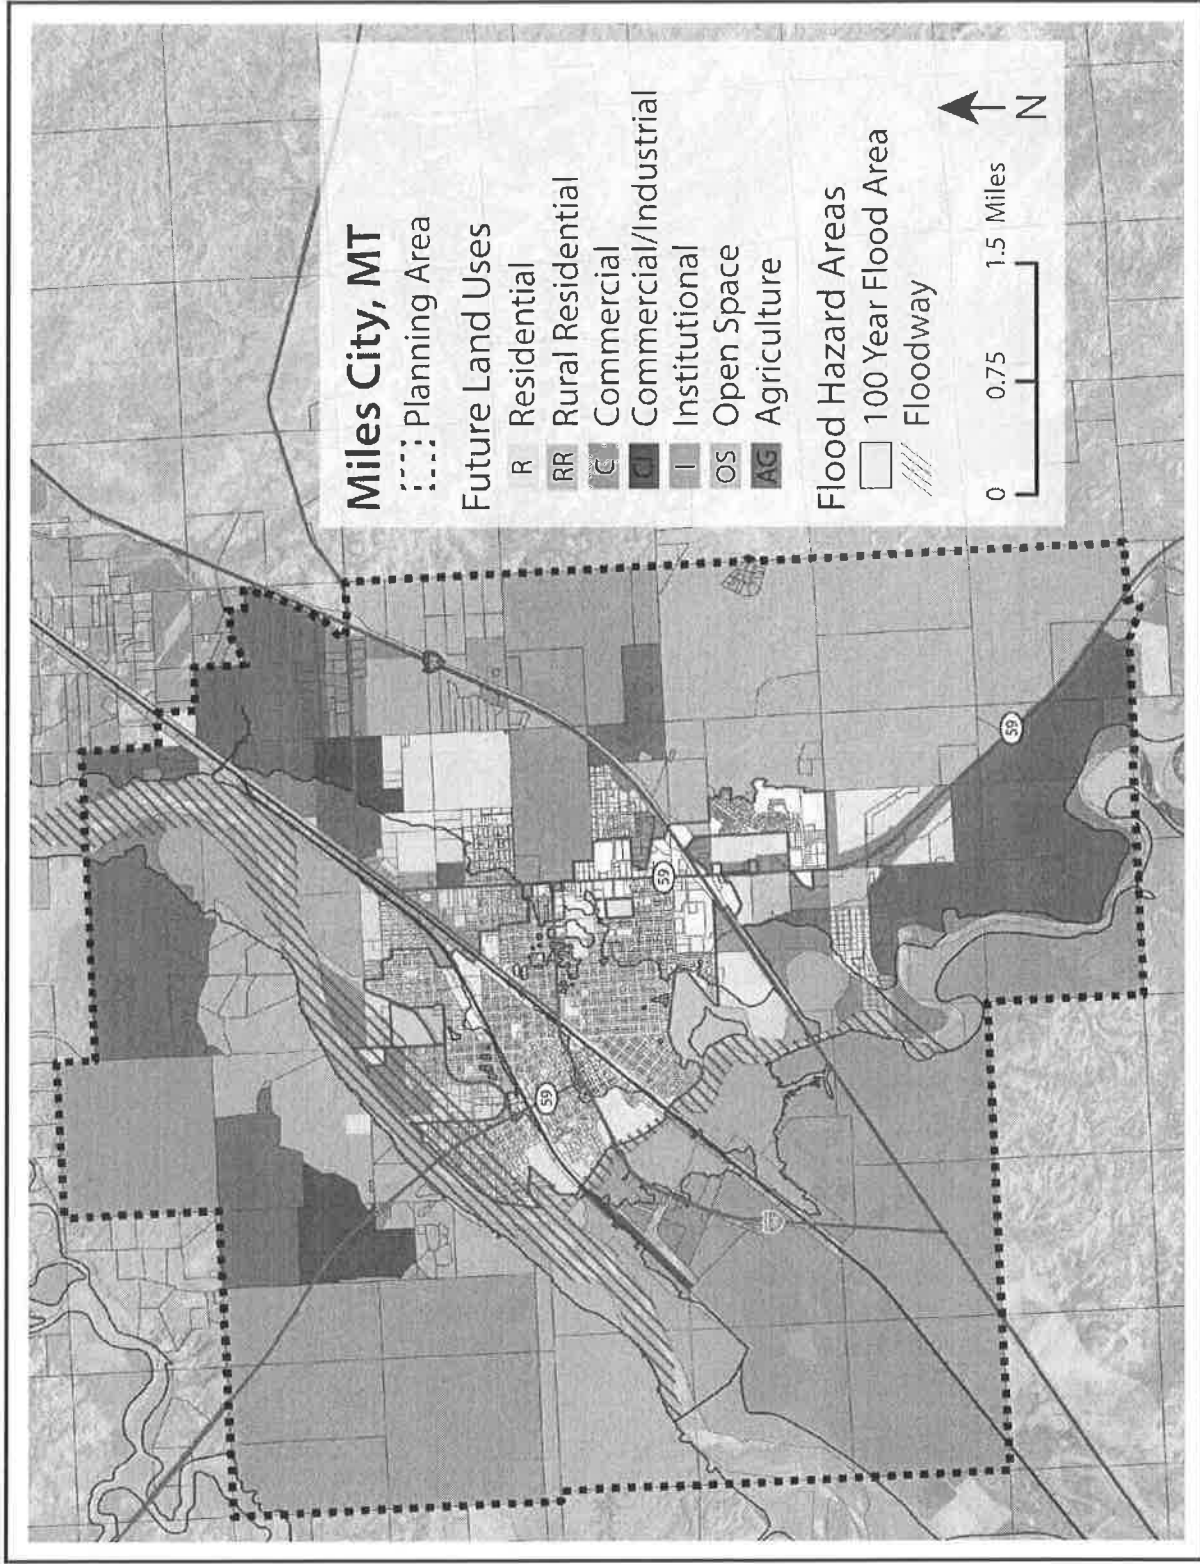 Miles City, MT
Planning Area
Future Land Uses
R Residential
RR Rural Residential
C Commercial
CI Commercial/Industrial
I Institutional
OS Open Space
AG Agriculture
Flood Hazard Areas
100 Year Flood Area
Floodway
0 0.75 1.5 Miles
N
59
59
59